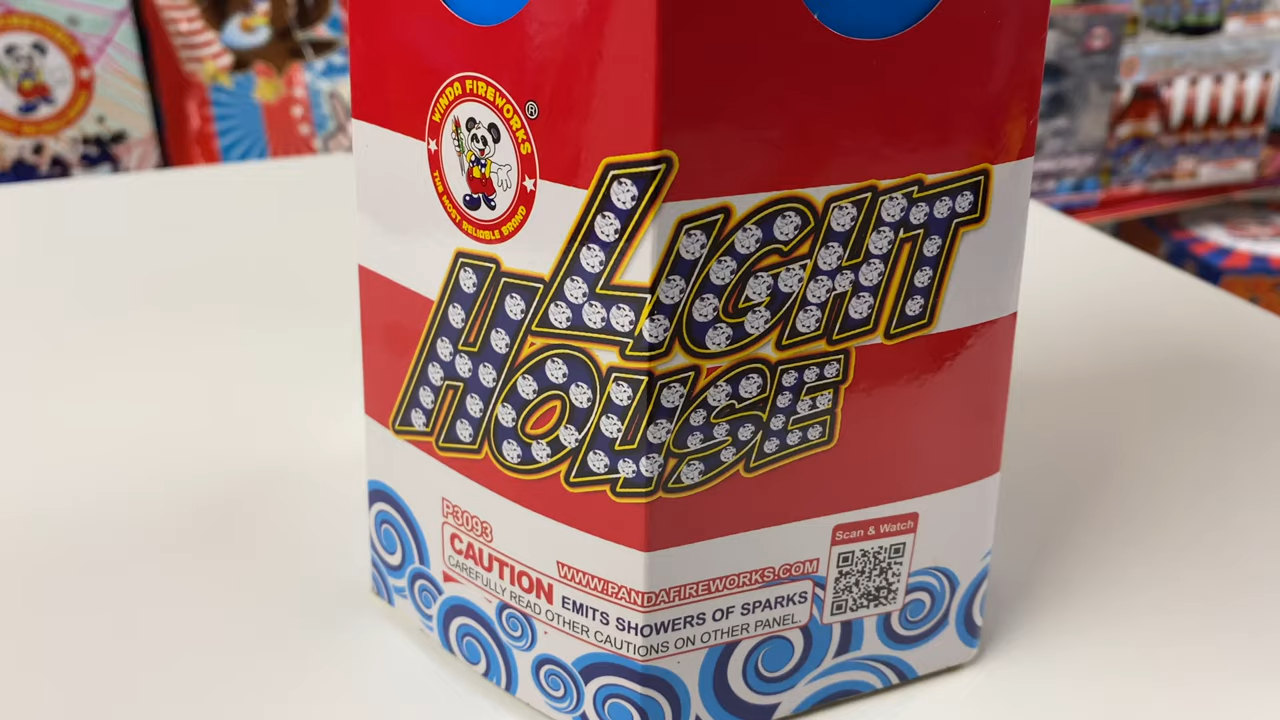 WINDA FIREWORKS
®
THE MOST RELIABLE BRAND
LIGHT
HOUSE
P3093
WWW.PANDAFIREWORKS.COM
Scan & Watch
CAUTION EMITS SHOWERS OF SPARKS
CAREFULLY READ OTHER CAUTIONS ON OTHER PANEL.